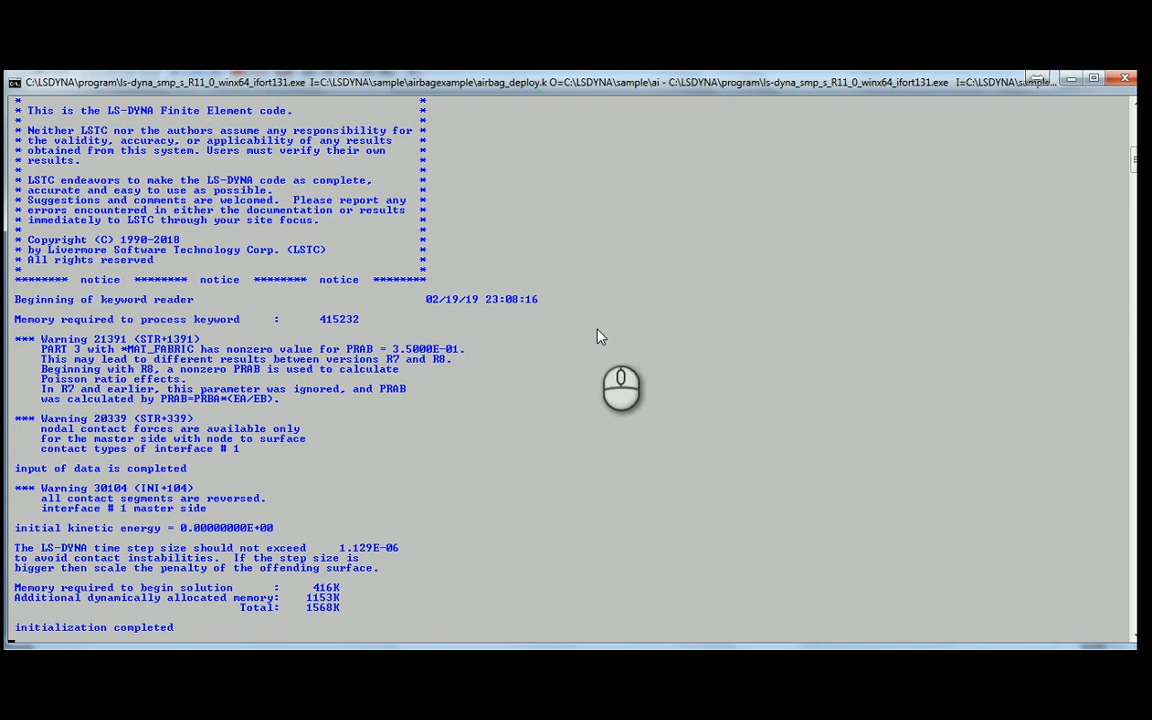 C:\LSDYNA\program\ls-dyna_smp_s_R11_0_winx64_ifort131.exe I=C:\LSDYNA\sample\airbagexample\airbag_deploy.k O=C:\LSDYNA\sample\ai - C:\LSDYNA\program\ls-dyna_smp_s_R11_0_winx64_ifort131.exe I=C:\LSDYNA\sample...
*                                                             *
* This is the LS-DYNA Finite Element code. *
* *
* Neither LSTC nor the authors assume any responsibility for *
* the validity, accuracy, or applicability of any results *
* obtained from this system. Users must verify their own *
* results. *
* *
* LSTC endeavors to make the LS-DYNA code as complete, *
* accurate and easy to use as possible. *
* Suggestions and comments are welcomed. Please report any *
* errors encountered in either the documentation or results *
* immediately to LSTC through your site focus. *
* *
* Copyright (C) 1990-2018 *
* by Livermore Software Technology Corp. (LSTC) *
* All rights reserved *
* *
******** notice ******** notice ******** notice ********
Beginning of keyword reader 02/19/19 23:08:16
Memory required to process keyword : 415232
*** Warning 21391 (STR+1391)
PART 3 with *MAT_FABRIC has nonzero value for PRAB = 3.5000E-01.
This may lead to different results between versions R7 and R8.
Beginning with R8, a nonzero PRAB is used to calculate
Poisson ratio effects.
In R7 and earlier, this parameter was ignored, and PRAB
was calculated by PRAB=PRBA*(EA/EB).
*** Warning 20339 (STR+339)
nodal contact forces are available only
for the master side with node to surface
contact types of interface # 1
input of data is completed
*** Warning 30104 (INI+104)
all contact segments are reversed.
interface # 1 master side
initial kinetic energy = 0.00000000E+00
The LS-DYNA time step size should not exceed 1.129E-06
to avoid contact instabilities. If the step size is
bigger then scale the penalty of the offending surface.
Memory required to begin solution : 416K
Additional dynamically allocated memory: 1153K
Total: 1568K
initialization completed